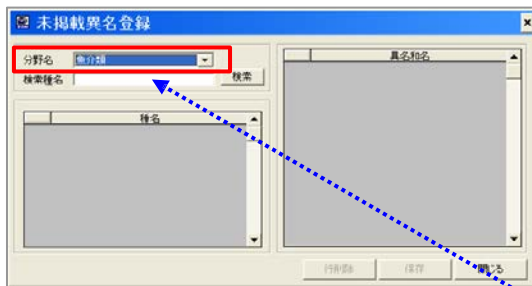 未掲載異名登録
分野名 魚介類
検索種名 検索
種名
異名和名
行削除 保存 閉じる